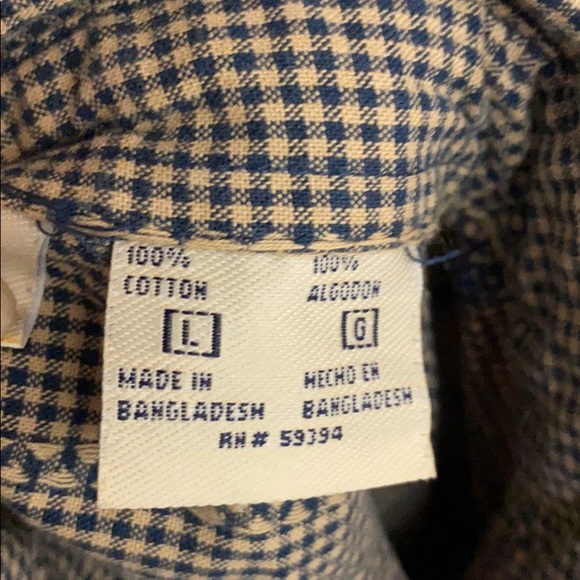 100% COTTON
[L]
MADE IN
BANGLADESH
100% ALGODON
[G]
HECHO EN
BANGLADESH
RN# 59394